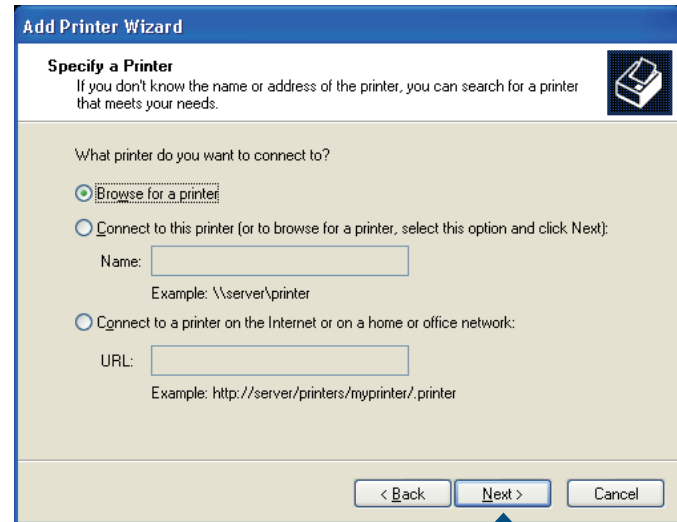 Add Printer Wizard
Specify a Printer
If you don't know the name or address of the printer, you can search for a printer
that meets your needs.
What printer do you want to connect to?
Browse for a printer
Connect to this printer (or to browse for a printer, select this option and click Next):
Name:
Example: \\server\printer
Connect to a printer on the Internet or on a home or office network:
URL:
Example: http://server/printers/myprinter/.printer
< Back Next > Cancel